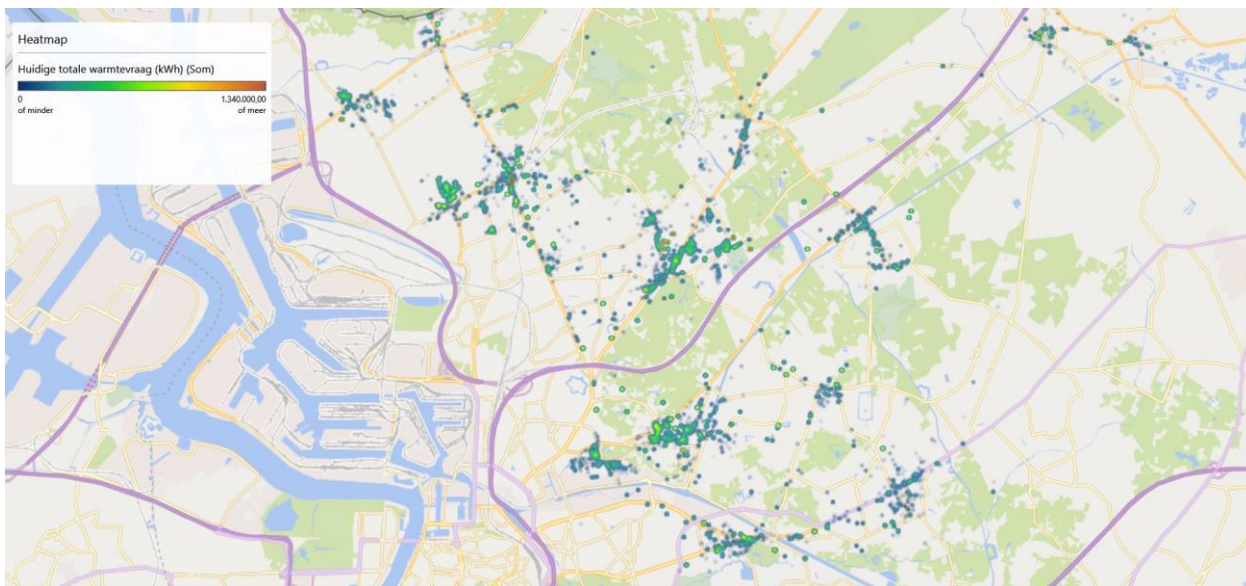 Heatmap
Huidige totale warmtevraag (kWh) (Som)
0
of minder
1.340.000,00
of meer